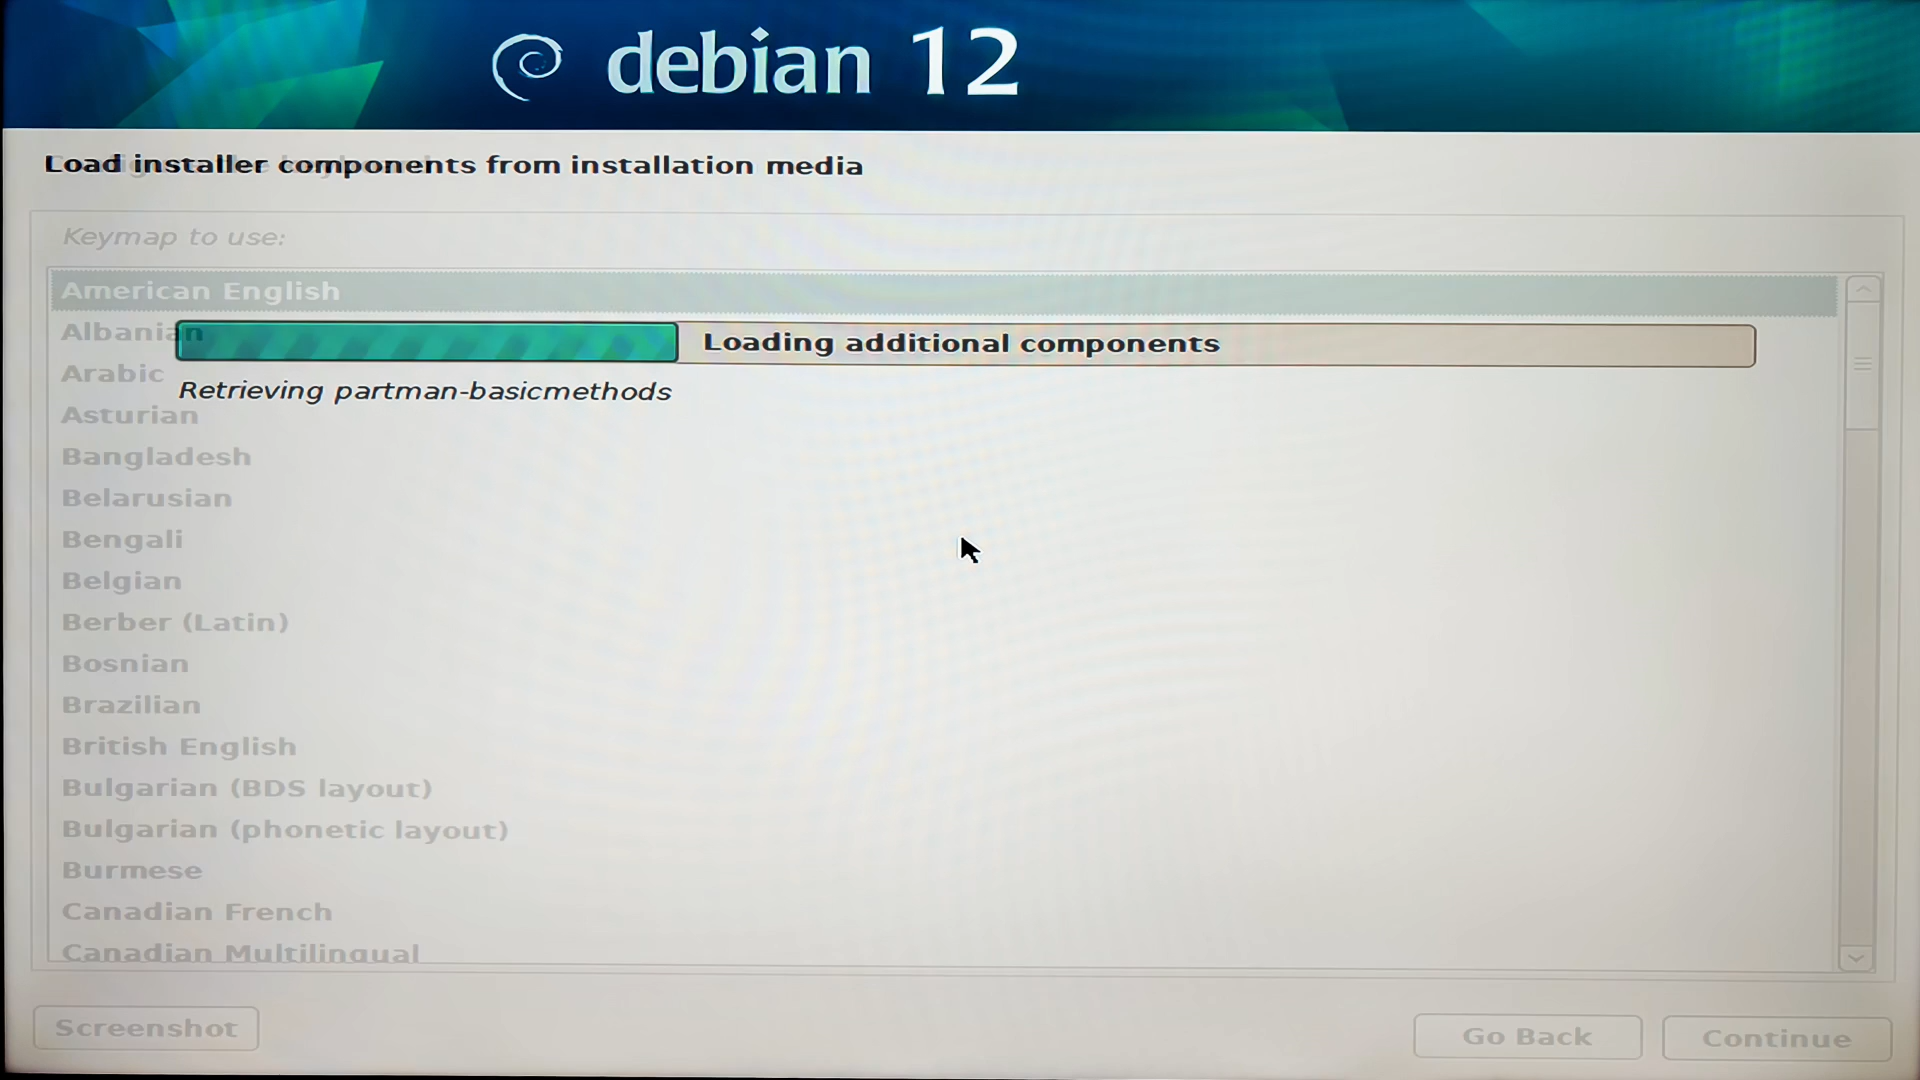 debian 12
Load installer components from installation media
Keymap to use:
American English
Albanian
Loading additional components
Arabic
Retrieving partman-basicmethods
Asturian
Bangladesh
Belarusian
Bengali
Belgian
Berber (Latin)
Bosnian
Brazilian
British English
Bulgarian (BDS layout)
Bulgarian (phonetic layout)
Burmese
Canadian French
Canadian Multilingual
Screenshot
Go Back
Continue